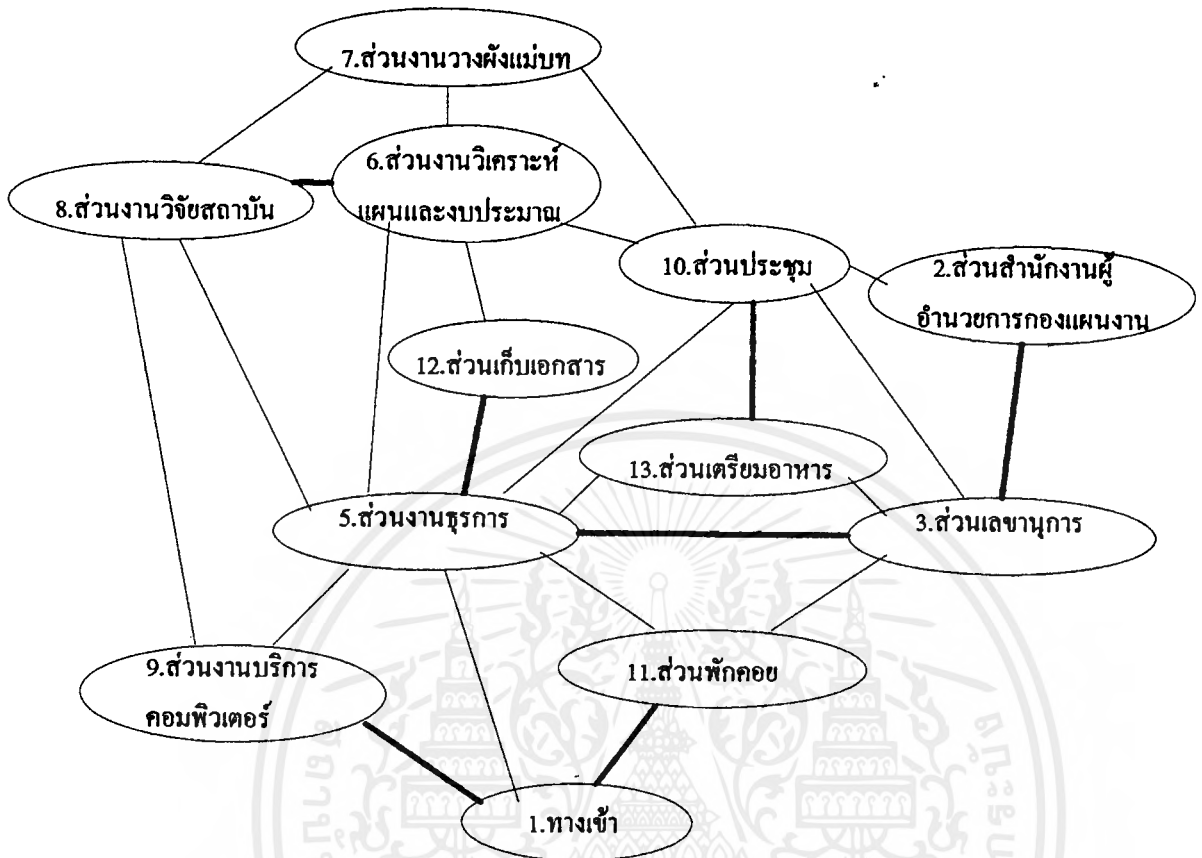 7.ส่วนงานวางผังแม่บท
6.ส่วนงานวิเคราะห์
แผนและงบประมาณ
8.ส่วนงานวิจัยสถาบัน
10.ส่วนประชุม
2.ส่วนสำนักงานผู้
อำนวยการกองแผนงาน
12.ส่วนเก็บเอกสาร
13.ส่วนเตรียมอาหาร
5.ส่วนงานธุรการ
3.ส่วนเลขานุการ
9.ส่วนงานบริการ
คอมพิวเตอร์
11.ส่วนพักคอย
1.ทางเข้า